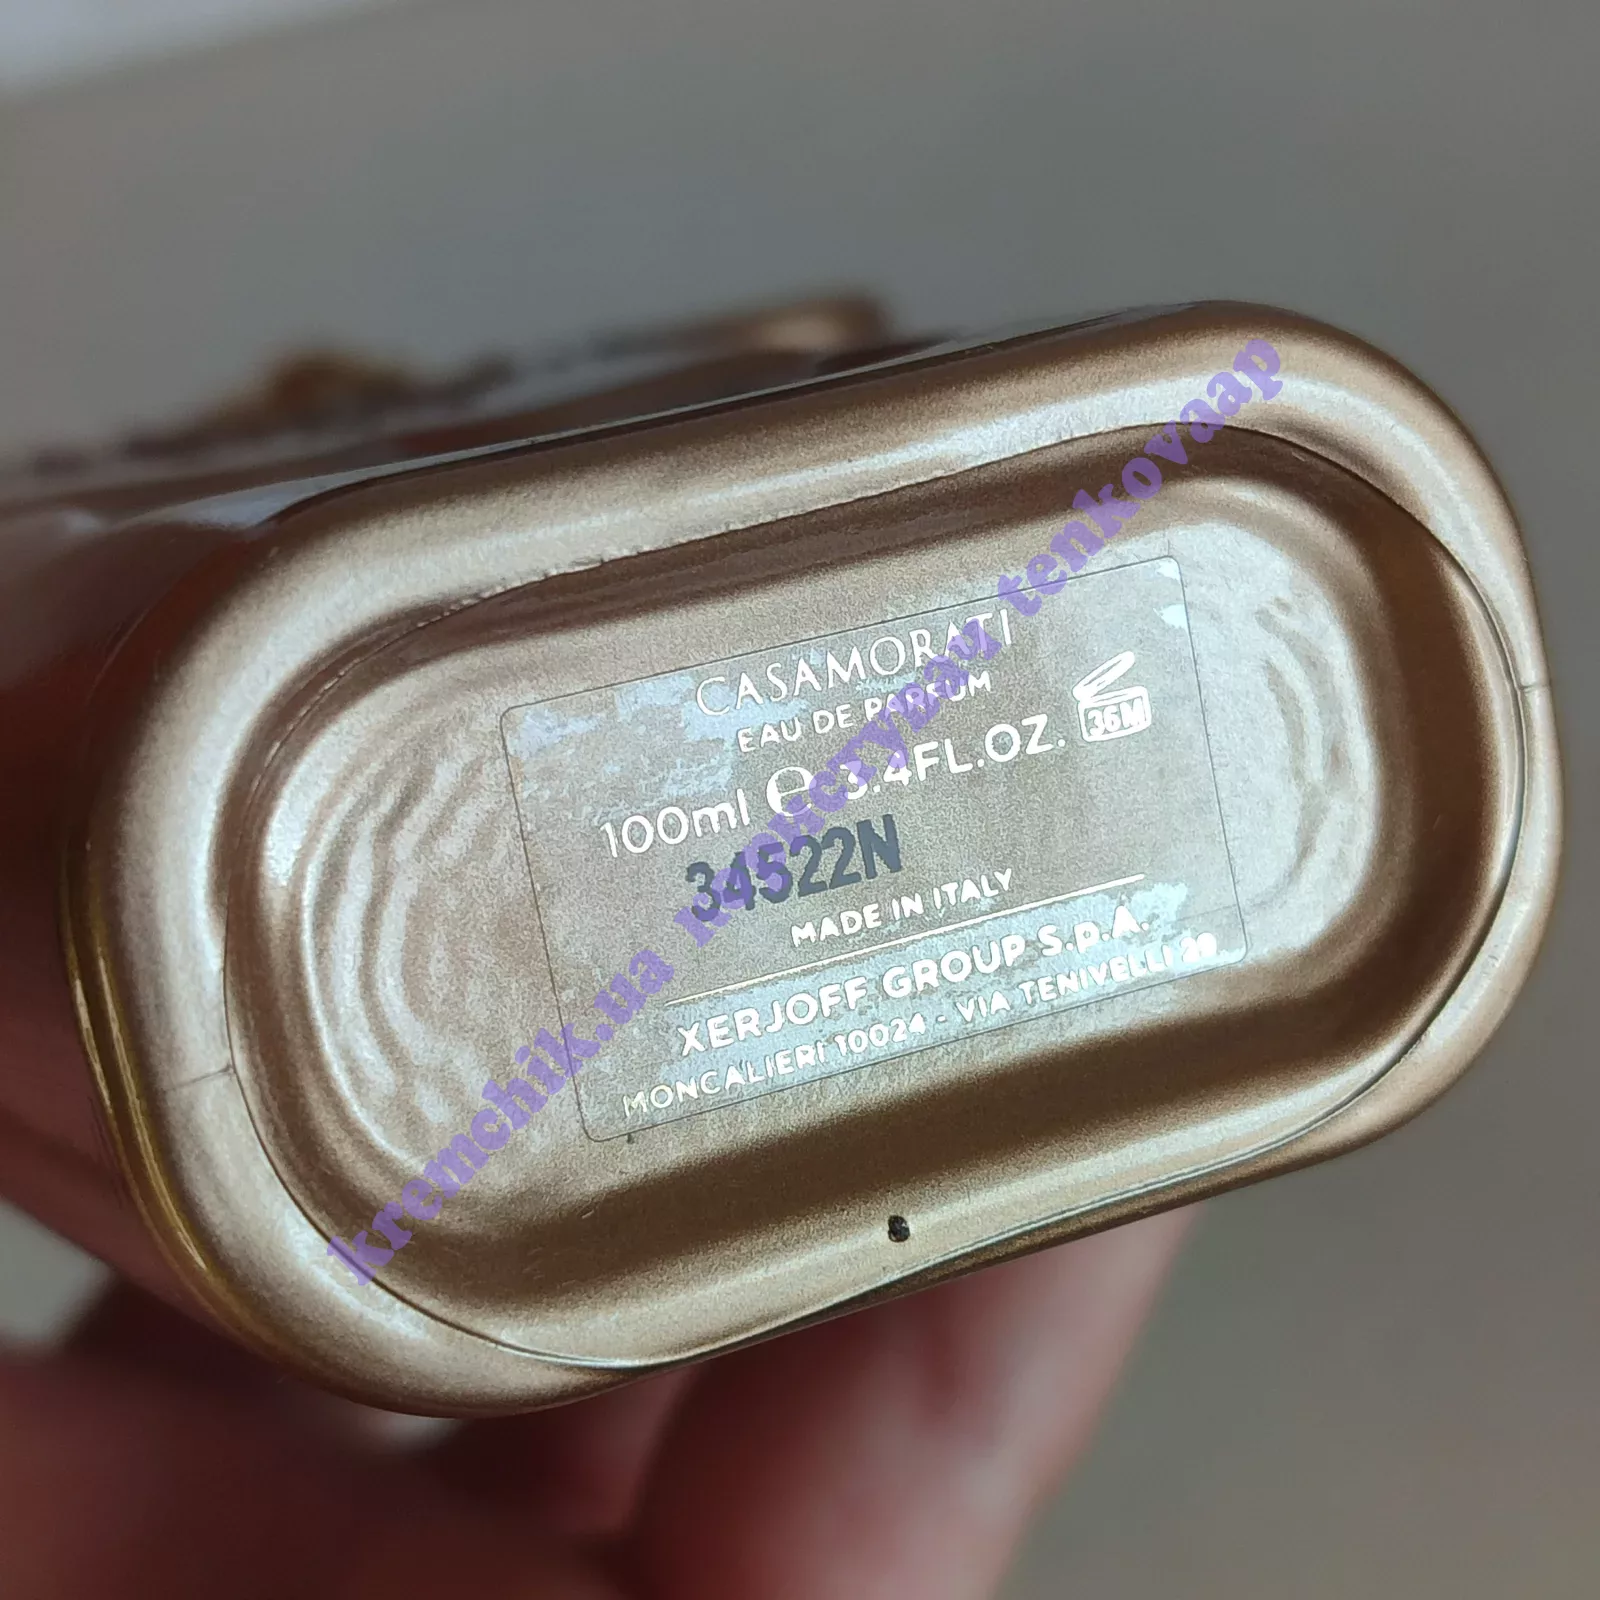 CASAMORATI
EAU DE PARFUM
100ml e 3.4FL.OZ.
36M
34522N
MADE IN ITALY
XERJOFF GROUP S.p.A.
MONCALIERI 10024 - VIA TENIVELLI 29
kremchik.ua tenkovaap